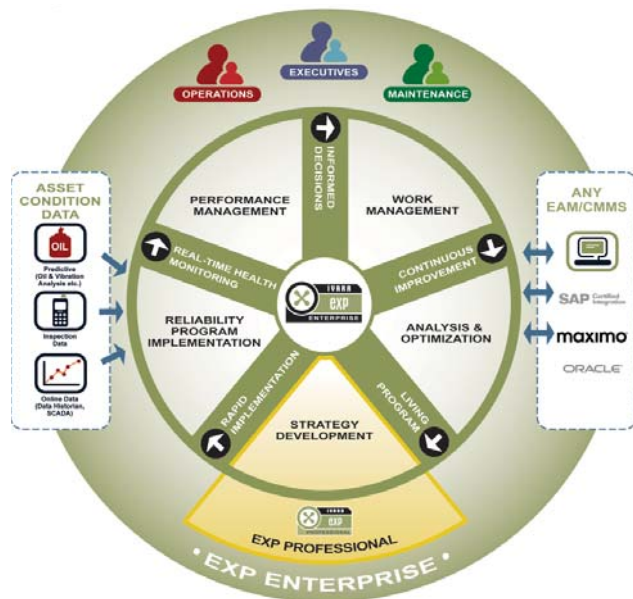 OPERATIONS
EXECUTIVES
MAINTENANCE
INFORMED
DECISIONS
PERFORMANCE
MANAGEMENT
WORK
MANAGEMENT
ASSET
CONDITION
DATA
OIL
Predictive
(Oil & Vibration
Analysis etc.)
Inspection
Data
Online Data
(Data Historian,
SCADA)
REAL-TIME HEALTH
MONITORING
CONTINUOUS
IMPROVEMENT
IVARA
exp
ENTERPRISE
RELIABILITY
PROGRAM
IMPLEMENTATION
ANALYSIS &
OPTIMIZATION
RAPID
IMPLEMENTATION
LIVING
PROGRAM
STRATEGY
DEVELOPMENT
IVARA
exp
PROFESSIONAL
EXP PROFESSIONAL
• EXP ENTERPRISE •
ANY
EAM/CMMS
SAP Certified
Integration
maximo
ORACLE